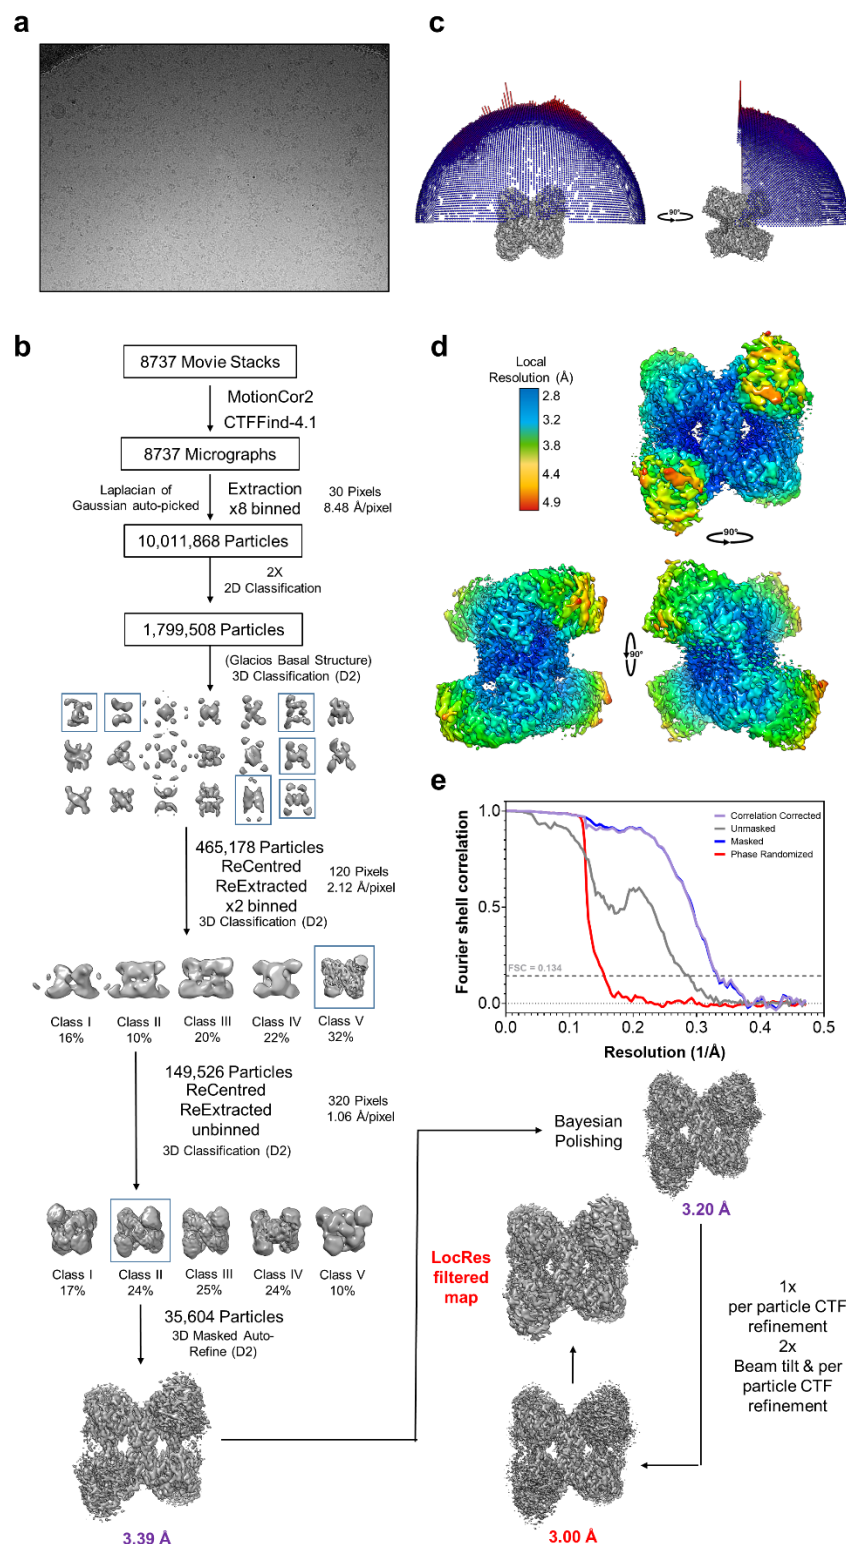 a
c
90°
b
8737 Movie Stacks
MotionCor2
CTFFind-4.1
8737 Micrographs
Laplacian of
Gaussian auto-picked
Extraction
x8 binned
30 Pixels
8.48 Å/pixel
10,011,868 Particles
2X
2D Classification
1,799,508 Particles
(Glacios Basal Structure)
3D Classification (D2)
465,178 Particles
ReCentred
ReExtracted
x2 binned
3D Classification (D2)
120 Pixels
2.12 Å/pixel
Class I
16%
Class II
10%
Class III
20%
Class IV
22%
Class V
32%
149,526 Particles
ReCentred
ReExtracted
unbinned
3D Classification (D2)
320 Pixels
1.06 Å/pixel
Class I
17%
Class II
24%
Class III
25%
Class IV
24%
Class V
10%
35,604 Particles
3D Masked Auto-
Refine (D2)
3.39 Å
Bayesian
Polishing
3.20 Å
1x
per particle CTF
refinement
2x
Beam tilt & per
particle CTF
refinement
3.00 Å
LocRes
filtered
map
d
Local
Resolution (Å)
2.8
3.2
3.8
4.4
4.9
90°
90°
e
Fourier shell correlation
1.0
0.5
0.0
Correlation Corrected
Unmasked
Masked
Phase Randomized
FSC = 0.134
0.0
0.1
0.2
0.3
0.4
0.5
Resolution (1/Å)